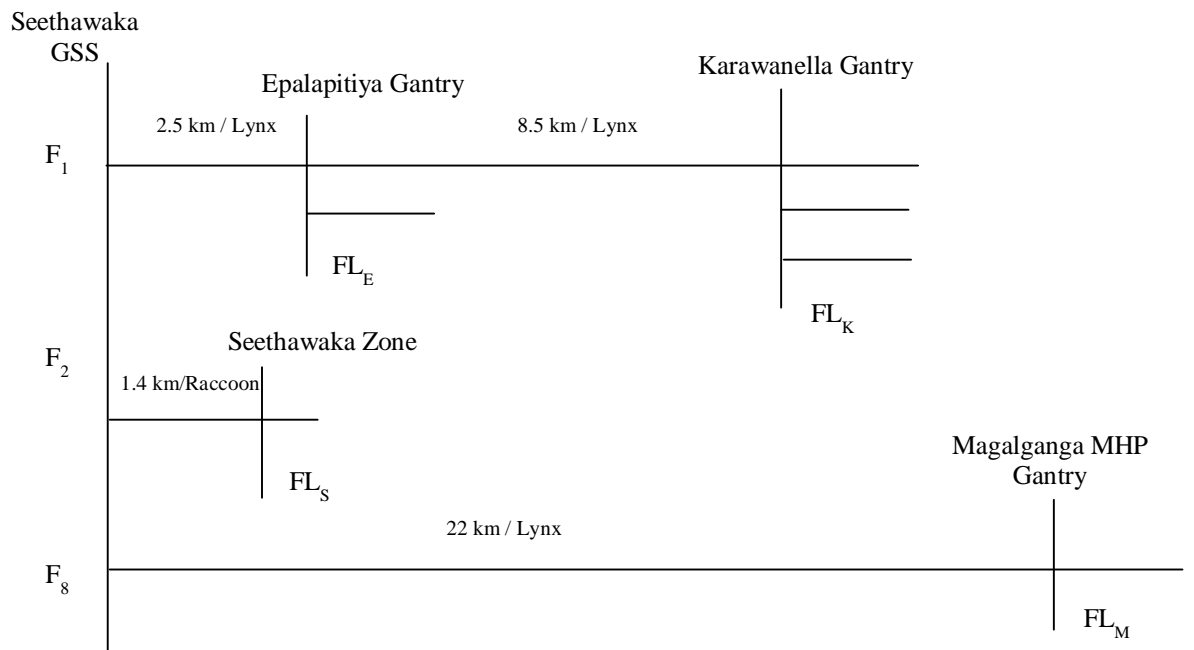 Seethawaka
GSS
Epalapitiya Gantry
Karawanella Gantry
2.5 km / Lynx
8.5 km / Lynx
F1
FLE
FLK
Seethawaka Zone
F2
1.4 km/Raccoon
FLS
Magalganga MHP
Gantry
22 km / Lynx
F8
FLM